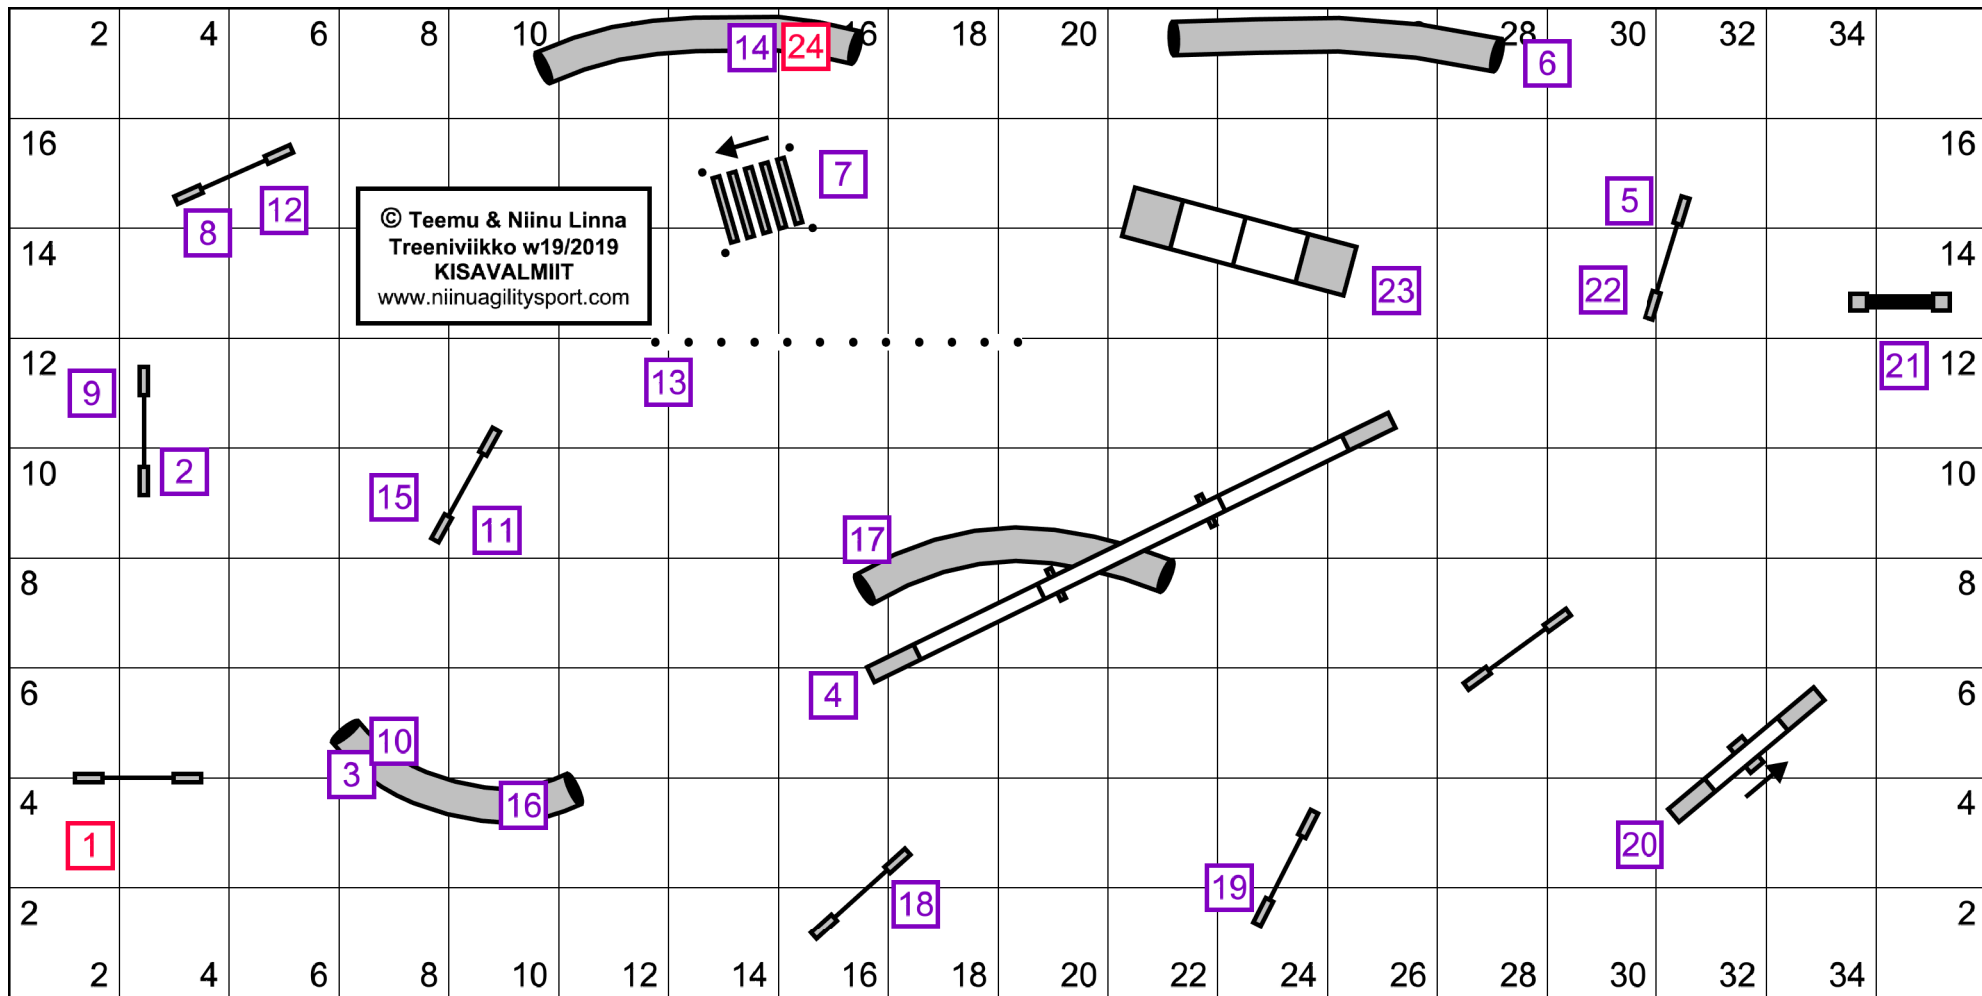 2 4 6 8 10 14 24 16 18 20 28 30 32 34
6
16 7 16
12 5
8
© Teemu & Niinu Linna
Treeniviikko w19/2019
KISAVALMIIT
www.niinuagilitysport.com
14 23 22 14
12 13 21 12
9
10 2 15 11 10
17
8 8
6 4 6
10
3
4 16 4
1 20
19
2 18 2
2 4 6 8 10 12 14 16 18 20 22 24 26 28 30 32 34